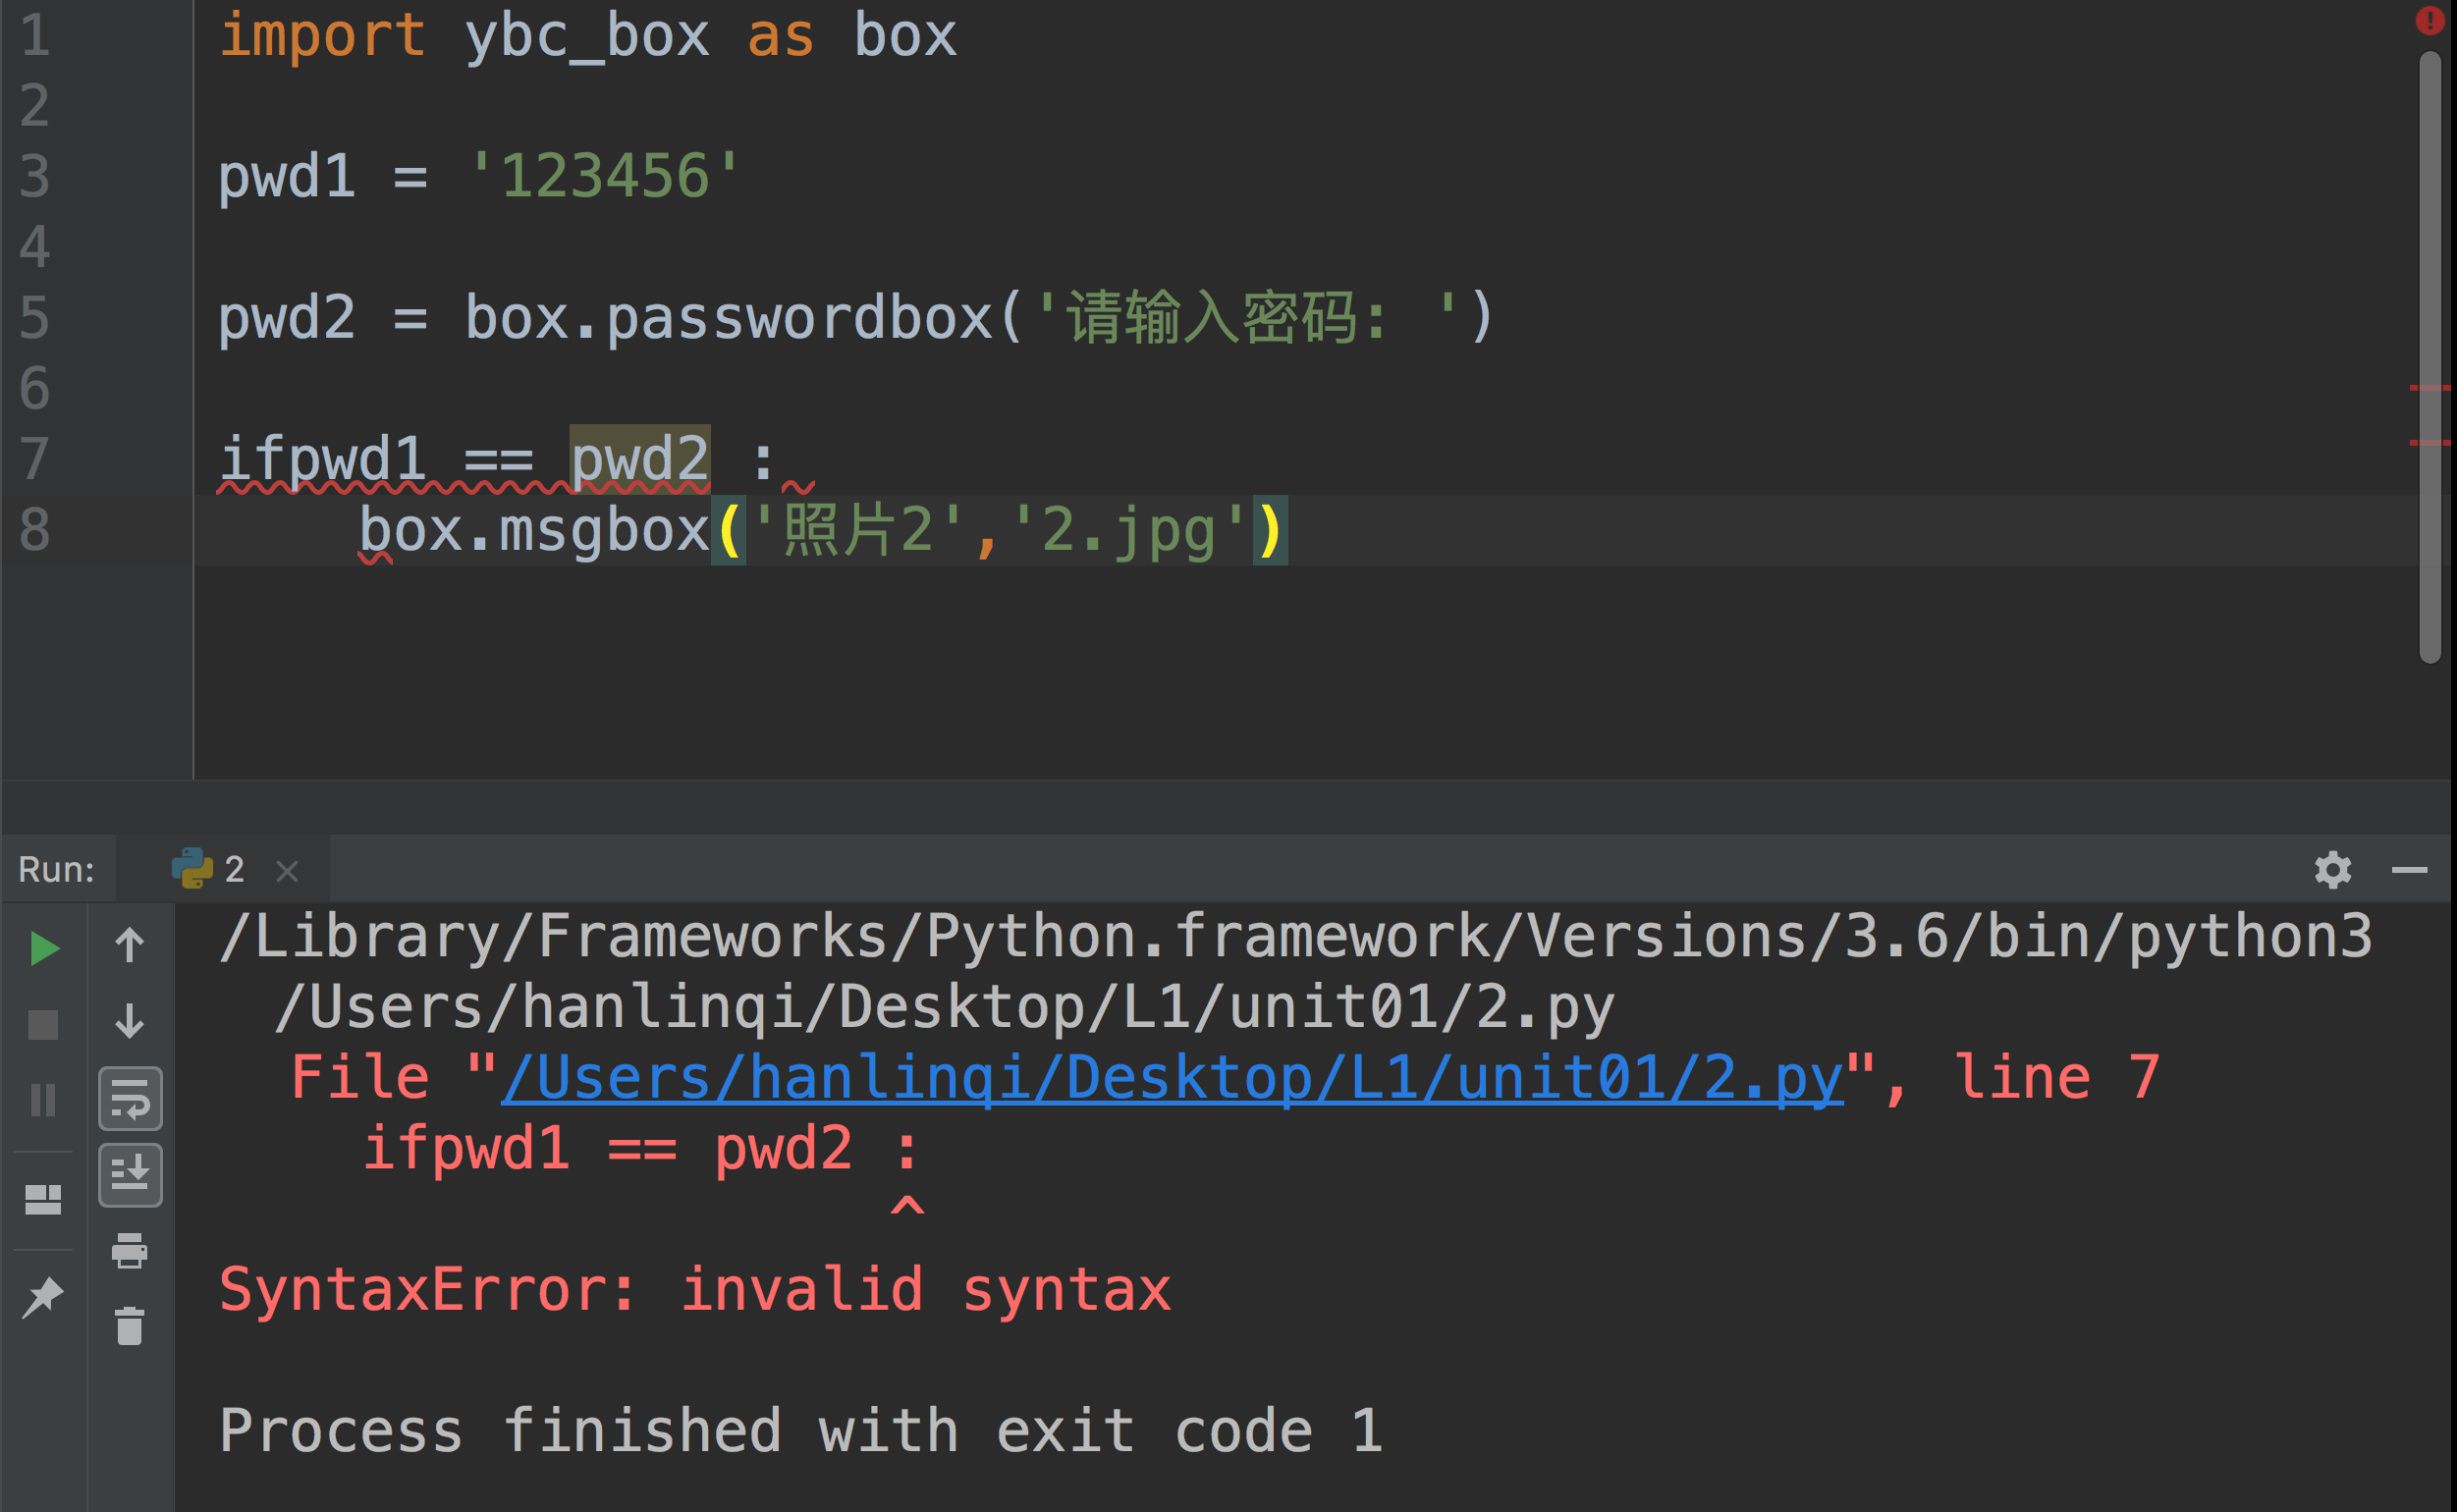 1 import ybc_box as box
2
3 pwd1 = '123456'
4
5 pwd2 = box.passwordbox('请输入密码: ')
6
7 ifpwd1 == pwd2 :
8     box.msgbox('照片2','2.jpg')
Run: 2
/Library/Frameworks/Python.framework/Versions/3.6/bin/python3
/Users/hanlinqi/Desktop/L1/unit01/2.py
File "/Users/hanlinqi/Desktop/L1/unit01/2.py", line 7
ifpwd1 == pwd2 :
^
SyntaxError: invalid syntax
Process finished with exit code 1